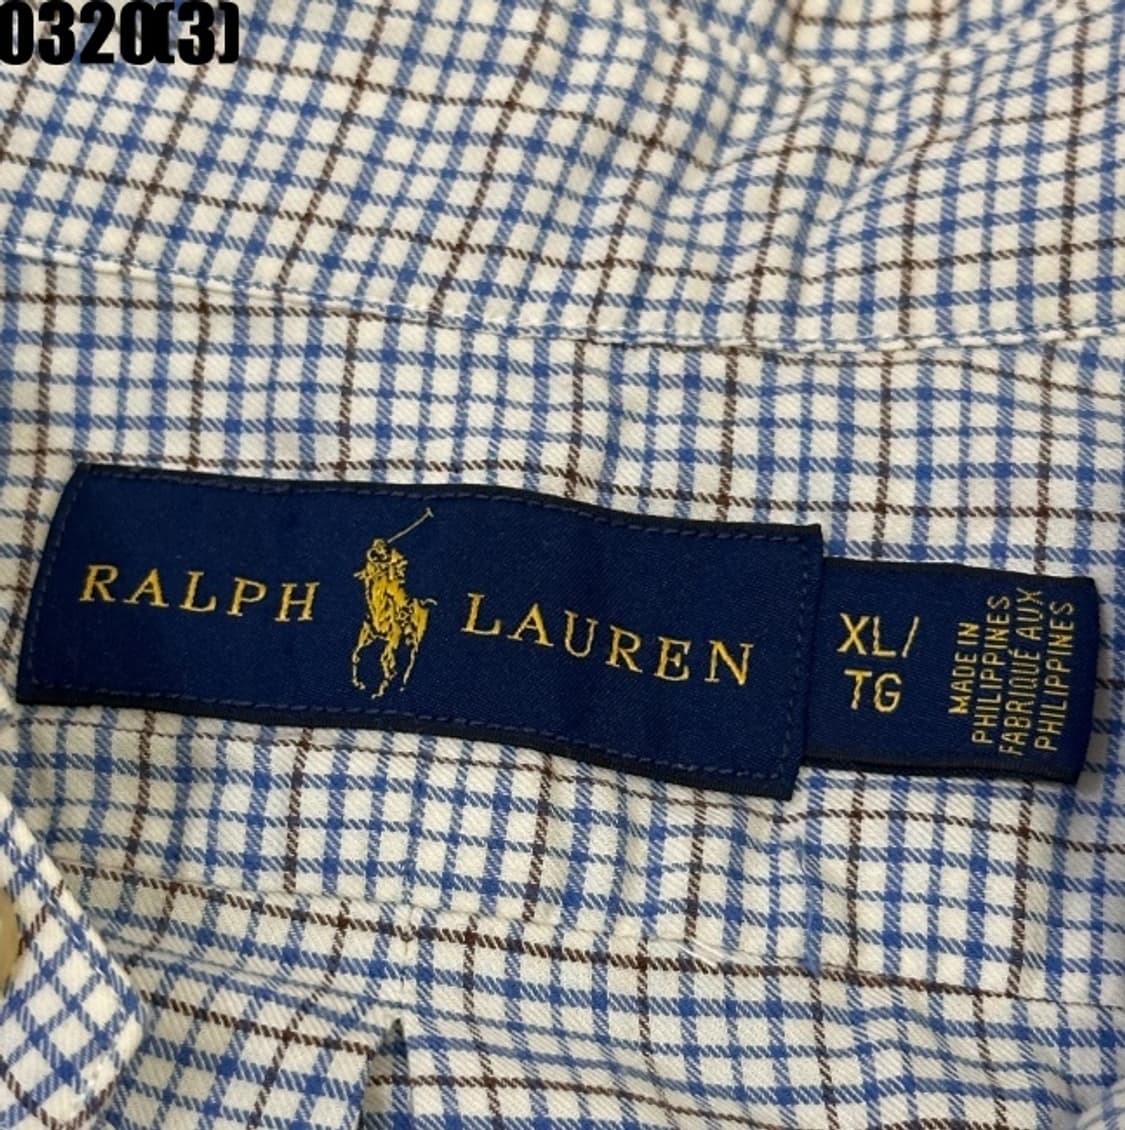 0320(3)
RALPH LAUREN
XL/
TG
MADE IN
PHILIPPINES
FABRIQUÉ AUX
PHILIPPINES